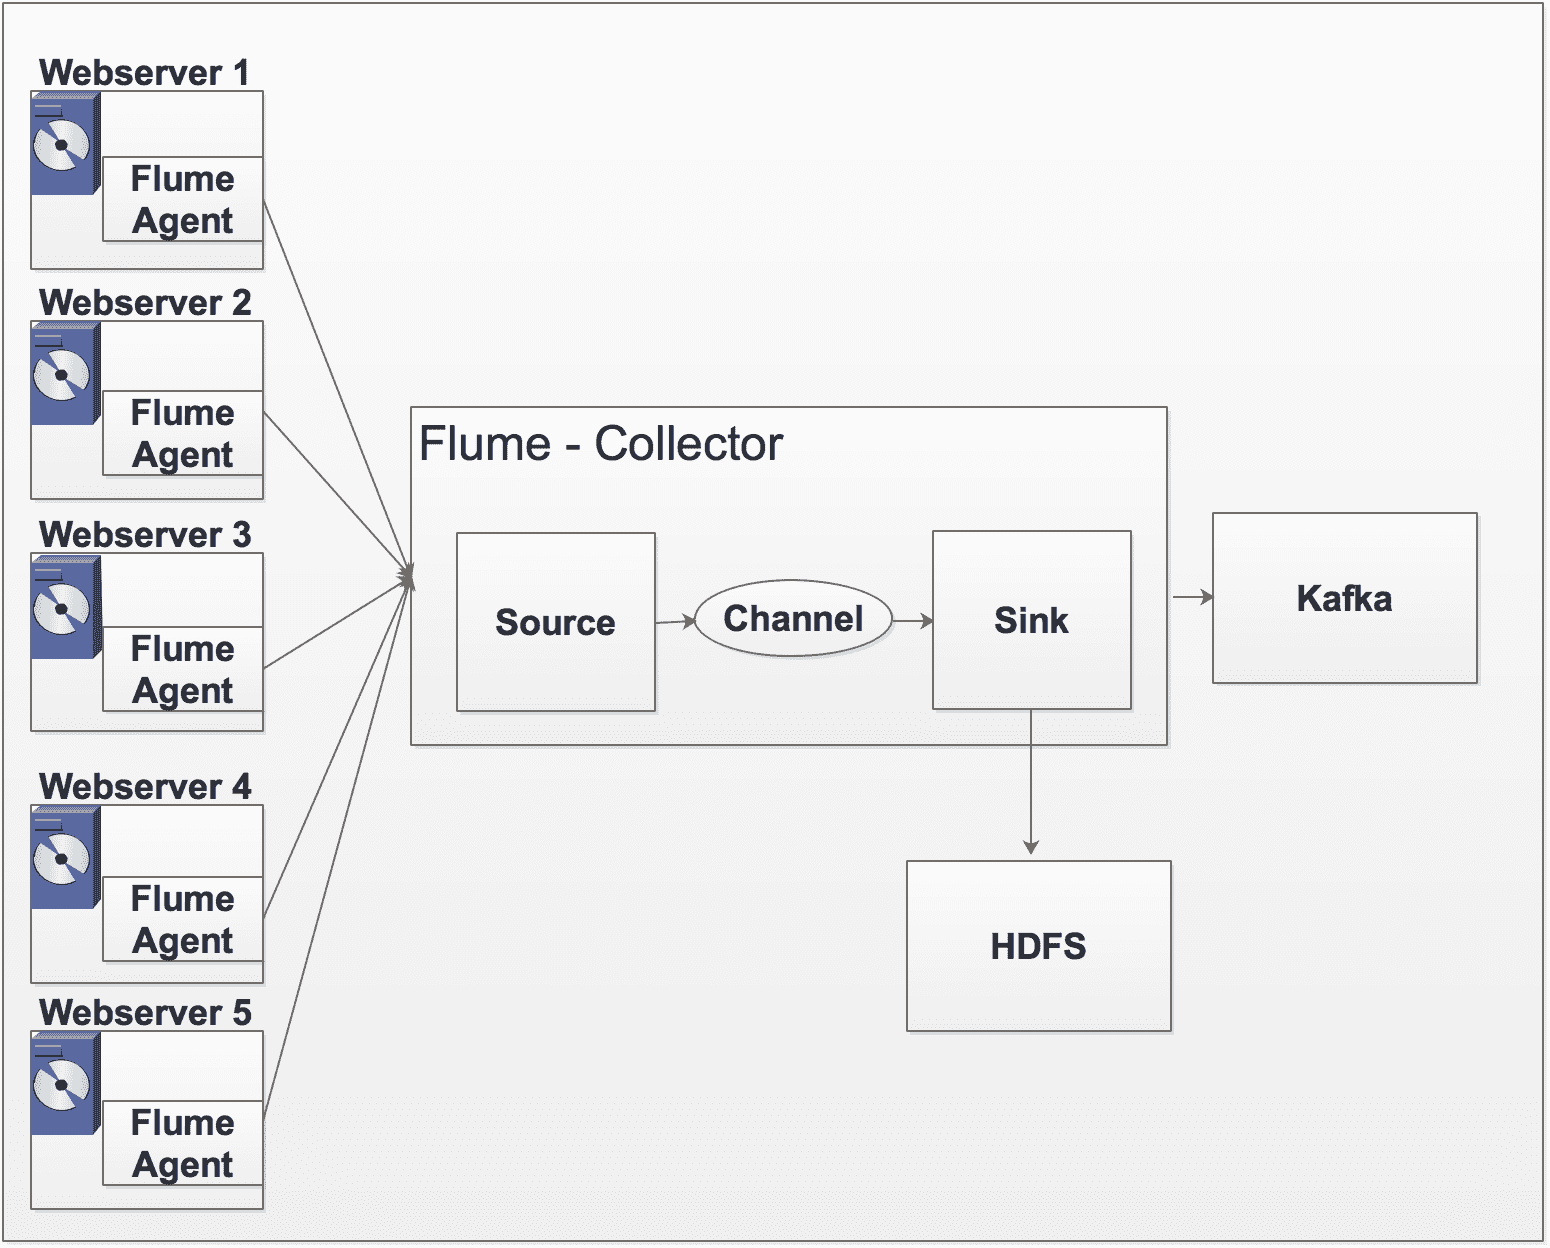 Webserver 1
Flume
Agent
Webserver 2
Flume
Agent
Webserver 3
Flume
Agent
Webserver 4
Flume
Agent
Webserver 5
Flume
Agent
Flume - Collector
Source
Channel
Sink
Kafka
HDFS